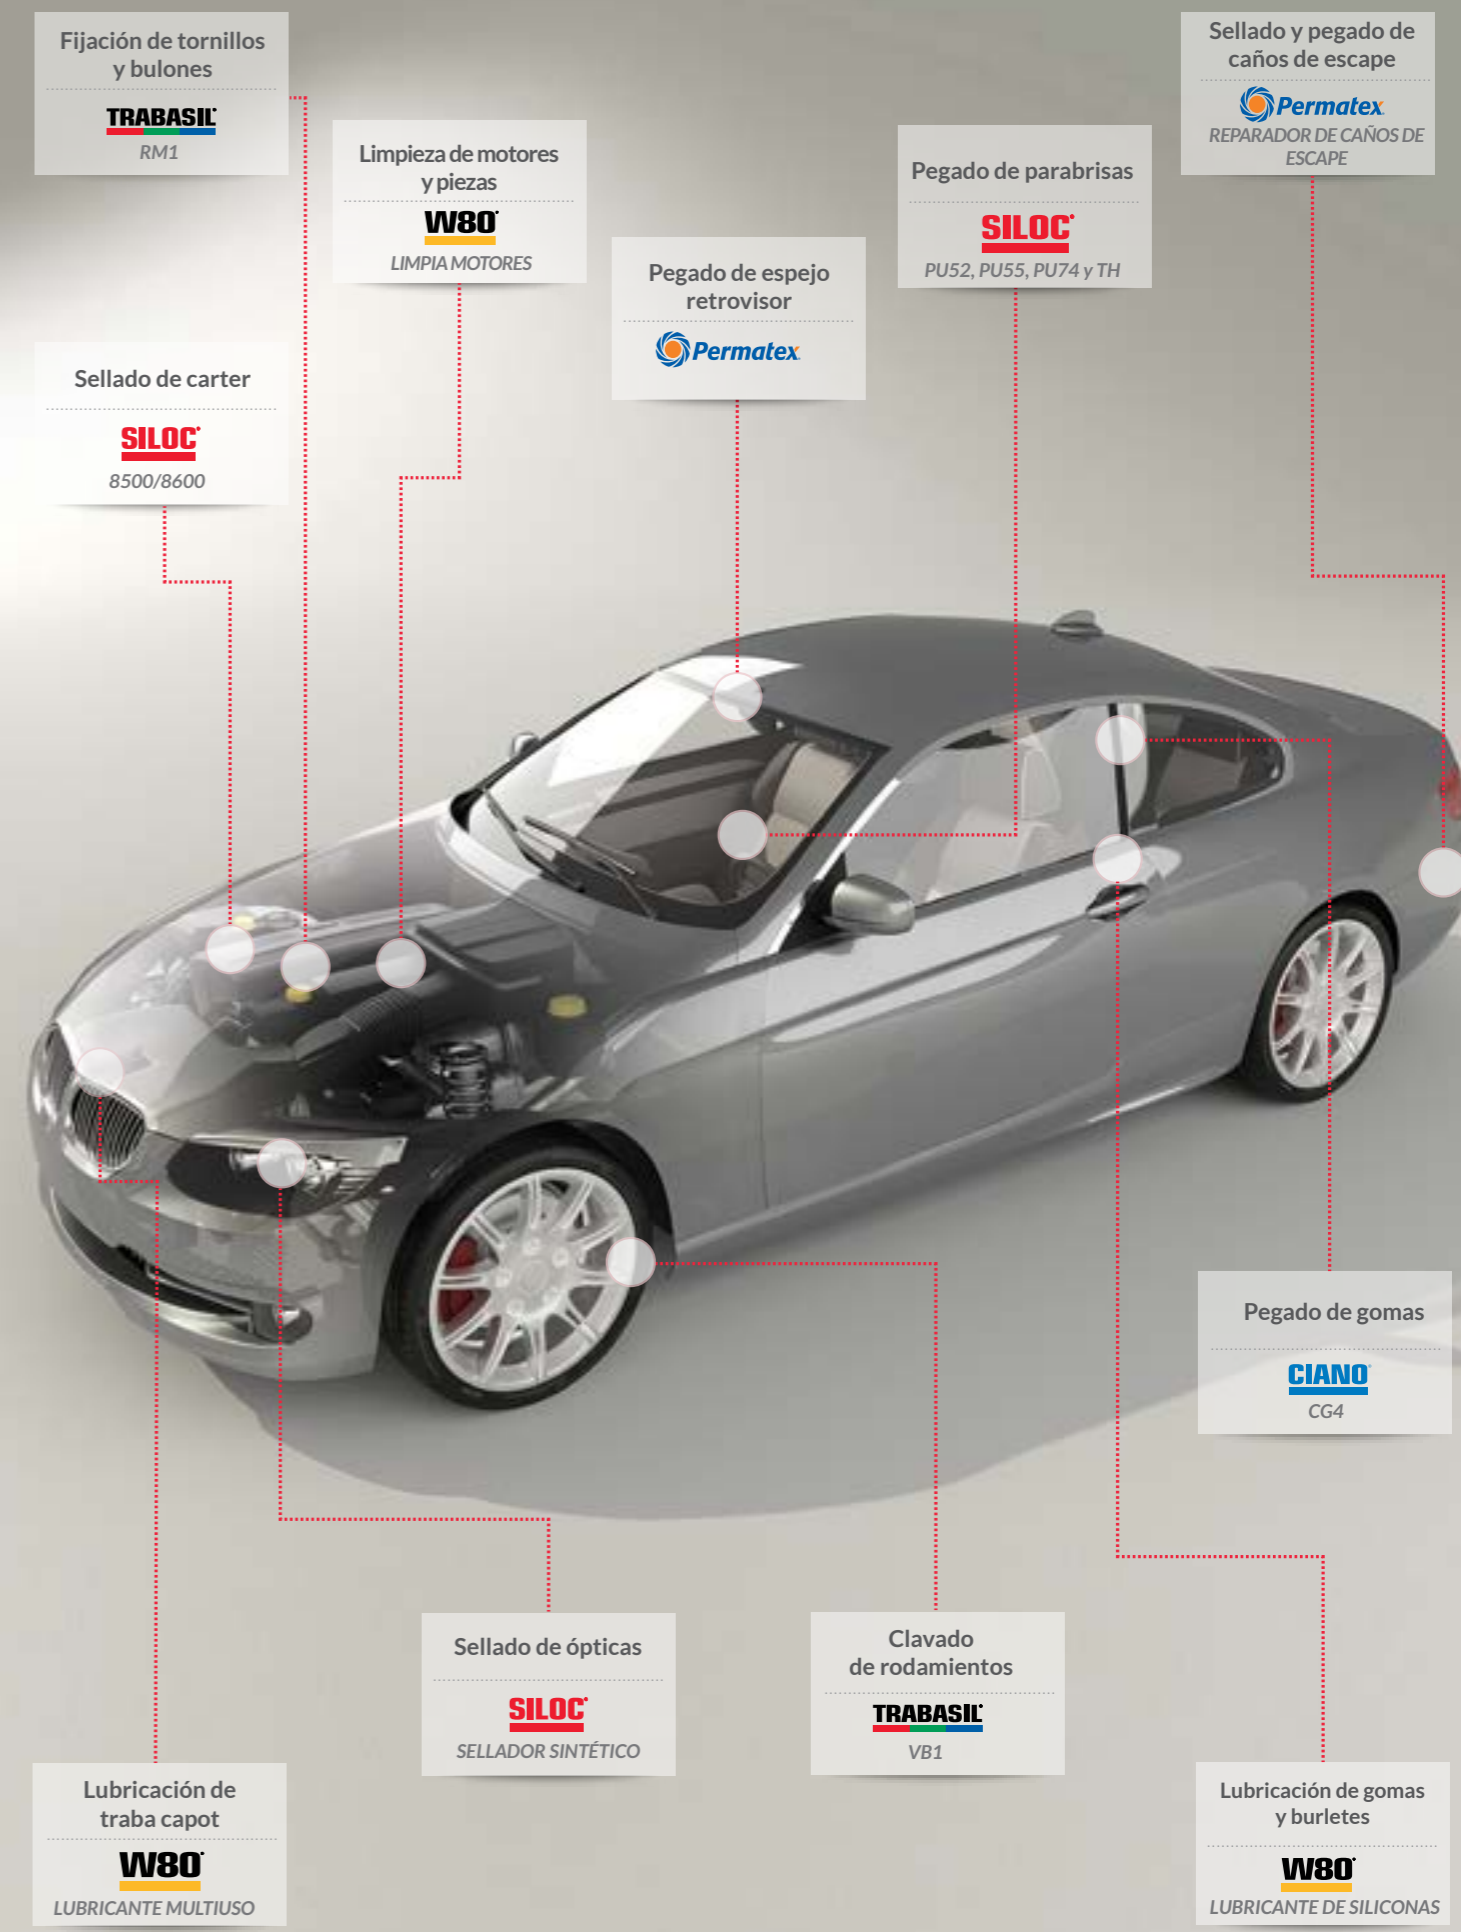 Fijación de tornillos
y bulones
TRABASIL
RM1
Limpieza de motores
y piezas
W80
LIMPIA MOTORES
Pegado de espejo
retrovisor
Permatex
Pegado de parabrisas
SILOC
PU52, PU55, PU74 y TH
Sellado y pegado de
caños de escape
Permatex
REPARADOR DE CAÑOS DE
ESCAPE
Sellado de carter
SILOC
8500/8600
Pegado de gomas
CIANO
CG4
Sellado de ópticas
SILOC
SELLADOR SINTÉTICO
Clavado
de rodamientos
TRABASIL
VB1
Lubricación de
traba capot
W80
LUBRICANTE MULTIUSO
Lubricación de gomas
y burletes
W80
LUBRICANTE DE SILICONAS